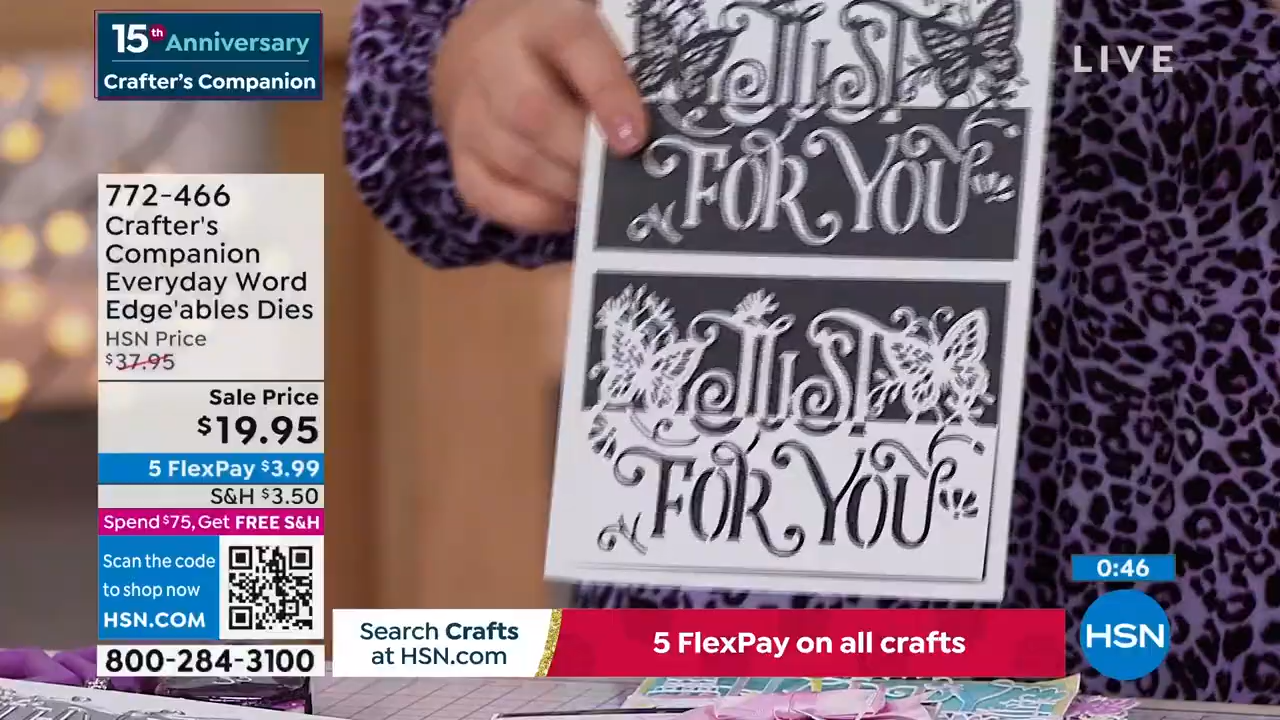 15th Anniversary
Crafter's Companion
LIVE
JUST
FOR YOU
JUST
FOR YOU
772-466
Crafter's
Companion
Everyday Word
Edge'ables Dies
HSN Price
$37.95
Sale Price
$19.95
5 FlexPay $3.99
S&H $3.50
Spend $75, Get FREE S&H
Scan the code
to shop now
HSN.COM
800-284-3100
Search Crafts
at HSN.com
5 FlexPay on all crafts
0:46
HSN